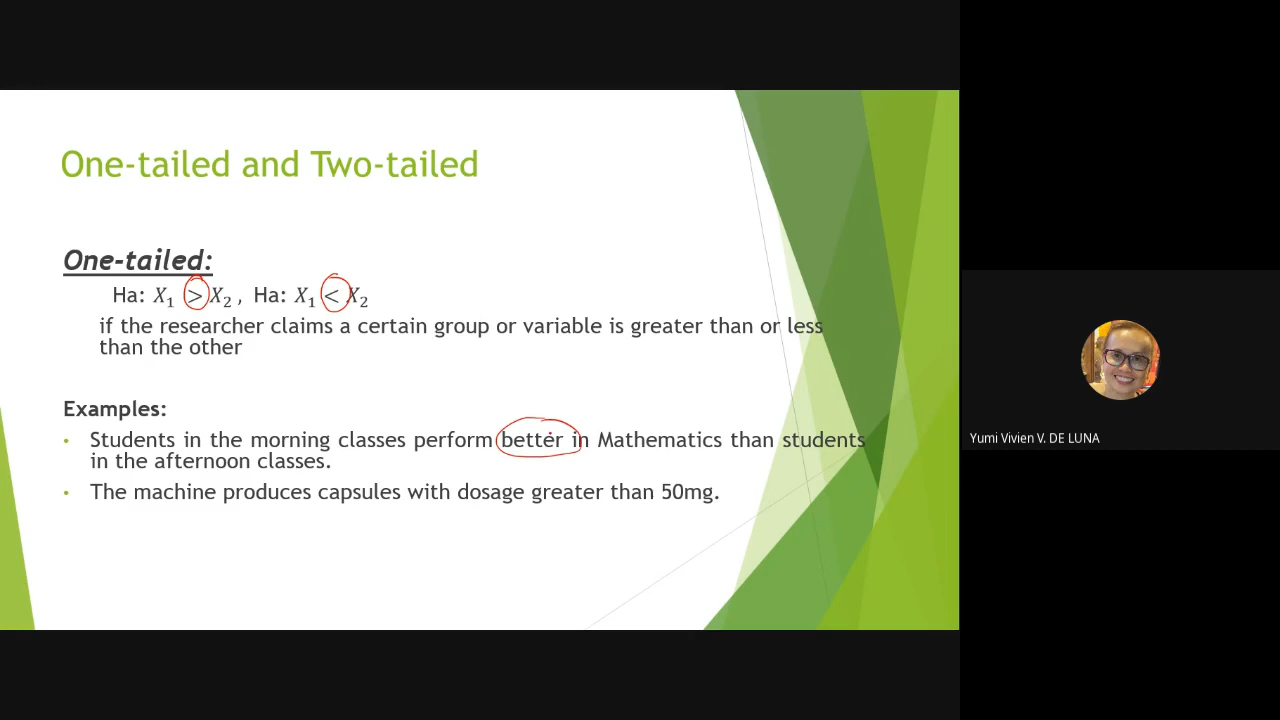 One-tailed and Two-tailed
One-tailed:
Ha: X₁ > X₂ , Ha: X₁ < X₂
if the researcher claims a certain group or variable is greater than or less
than the other
Examples:
• Students in the morning classes perform better in Mathematics than students
in the afternoon classes.
• The machine produces capsules with dosage greater than 50mg.
Yumi Vivien V. DE LUNA